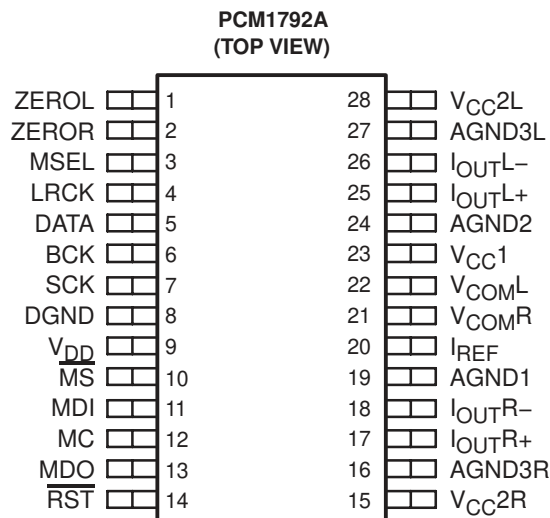 PCM1792A
(TOP VIEW)
ZEROL 1 28 VCC2L
ZEROR 2 27 AGND3L
MSEL 3 26 IOUTL−
LRCK 4 25 IOUTL+
DATA 5 24 AGND2
BCK 6 23 VCC1
SCK 7 22 VCOML
DGND 8 21 VCOMR
VDD 9 20 IREF
M̅S̅ 10 19 AGND1
MDI 11 18 IOUTR−
MC 12 17 IOUTR+
MDO 13 16 AGND3R
R̅S̅T̅ 14 15 VCC2R